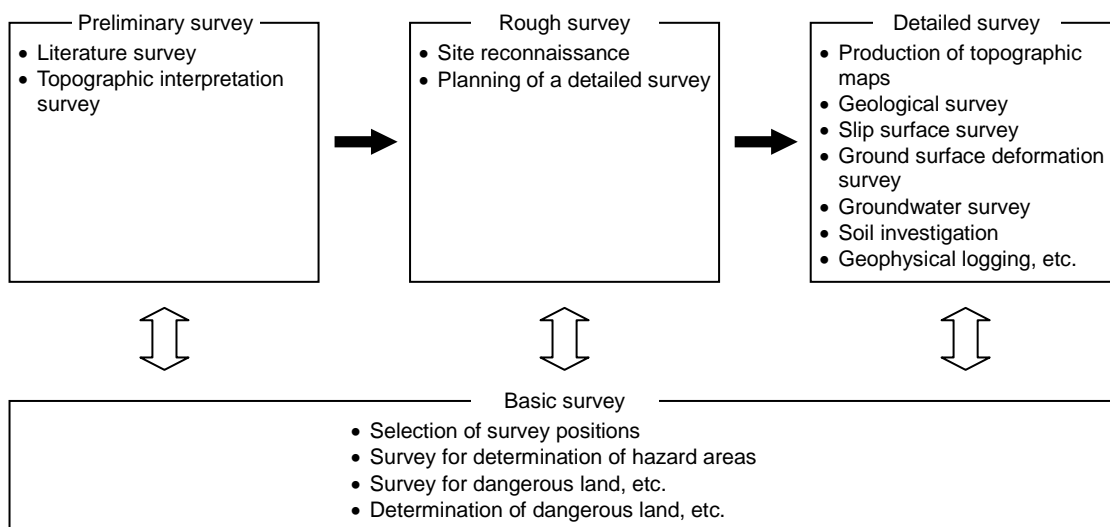 Preliminary survey
• Literature survey
• Topographic interpretation
survey
Rough survey
• Site reconnaissance
• Planning of a detailed survey
Detailed survey
• Production of topographic
maps
• Geological survey
• Slip surface survey
• Ground surface deformation
survey
• Groundwater survey
• Soil investigation
• Geophysical logging, etc.
Basic survey
• Selection of survey positions
• Survey for determination of hazard areas
• Survey for dangerous land, etc.
• Determination of dangerous land, etc.